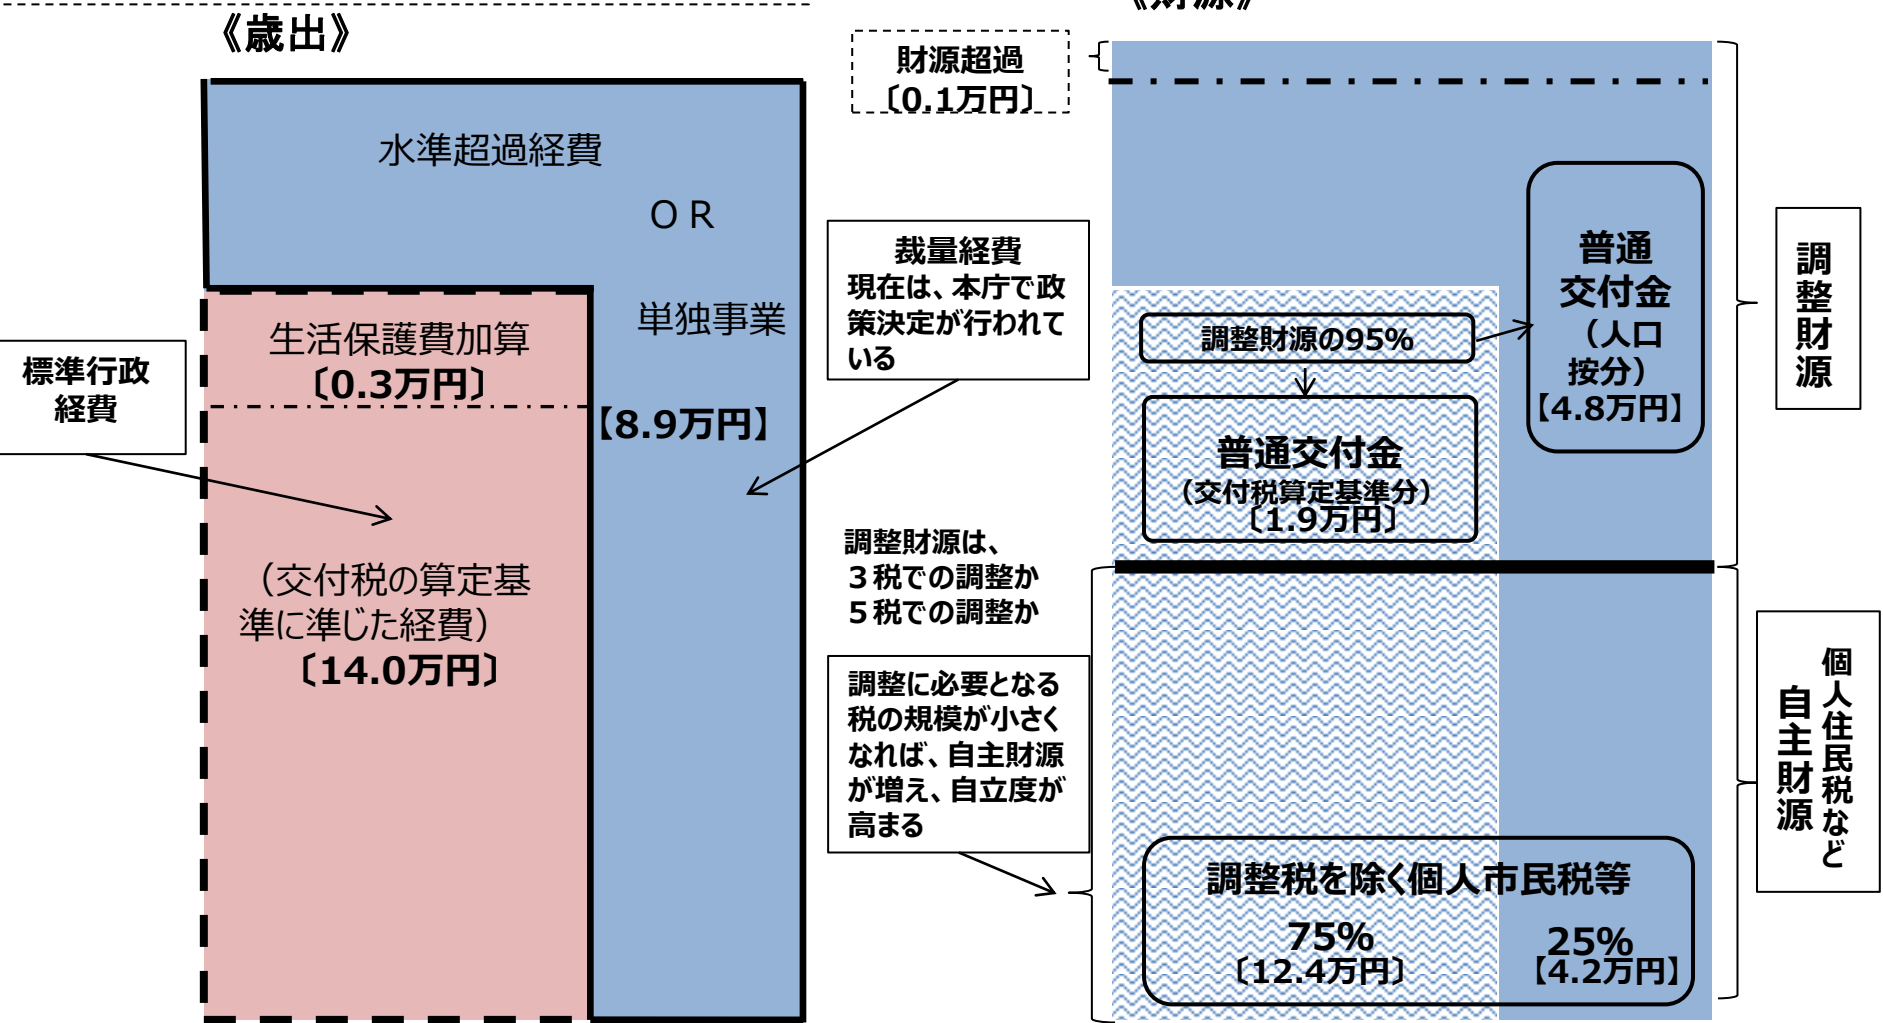 《歳出》
水準超過経費
ＯＲ
単独事業
【8.9万円】
生活保護費加算
〔0.3万円〕
（交付税の算定基
準に準じた経費）
〔14.0万円〕
標準行政
経費
裁量経費
現在は、本庁で政
策決定が行われて
いる
調整財源は、
３税での調整か
５税での調整か
調整に必要となる
税の規模が小さく
なれば、自主財源
が増え、自立度が
高まる
《財源》
財源超過
〔0.1万円〕
調整財源の95%
普通交付金
（交付税算定基準分）
〔1.9万円〕
普通
交付金
（人口
按分）
【4.8万円】
調整財源
調整税を除く個人市民税等
75%
〔12.4万円〕
25%
【4.2万円】
個人住民税など
自主財源